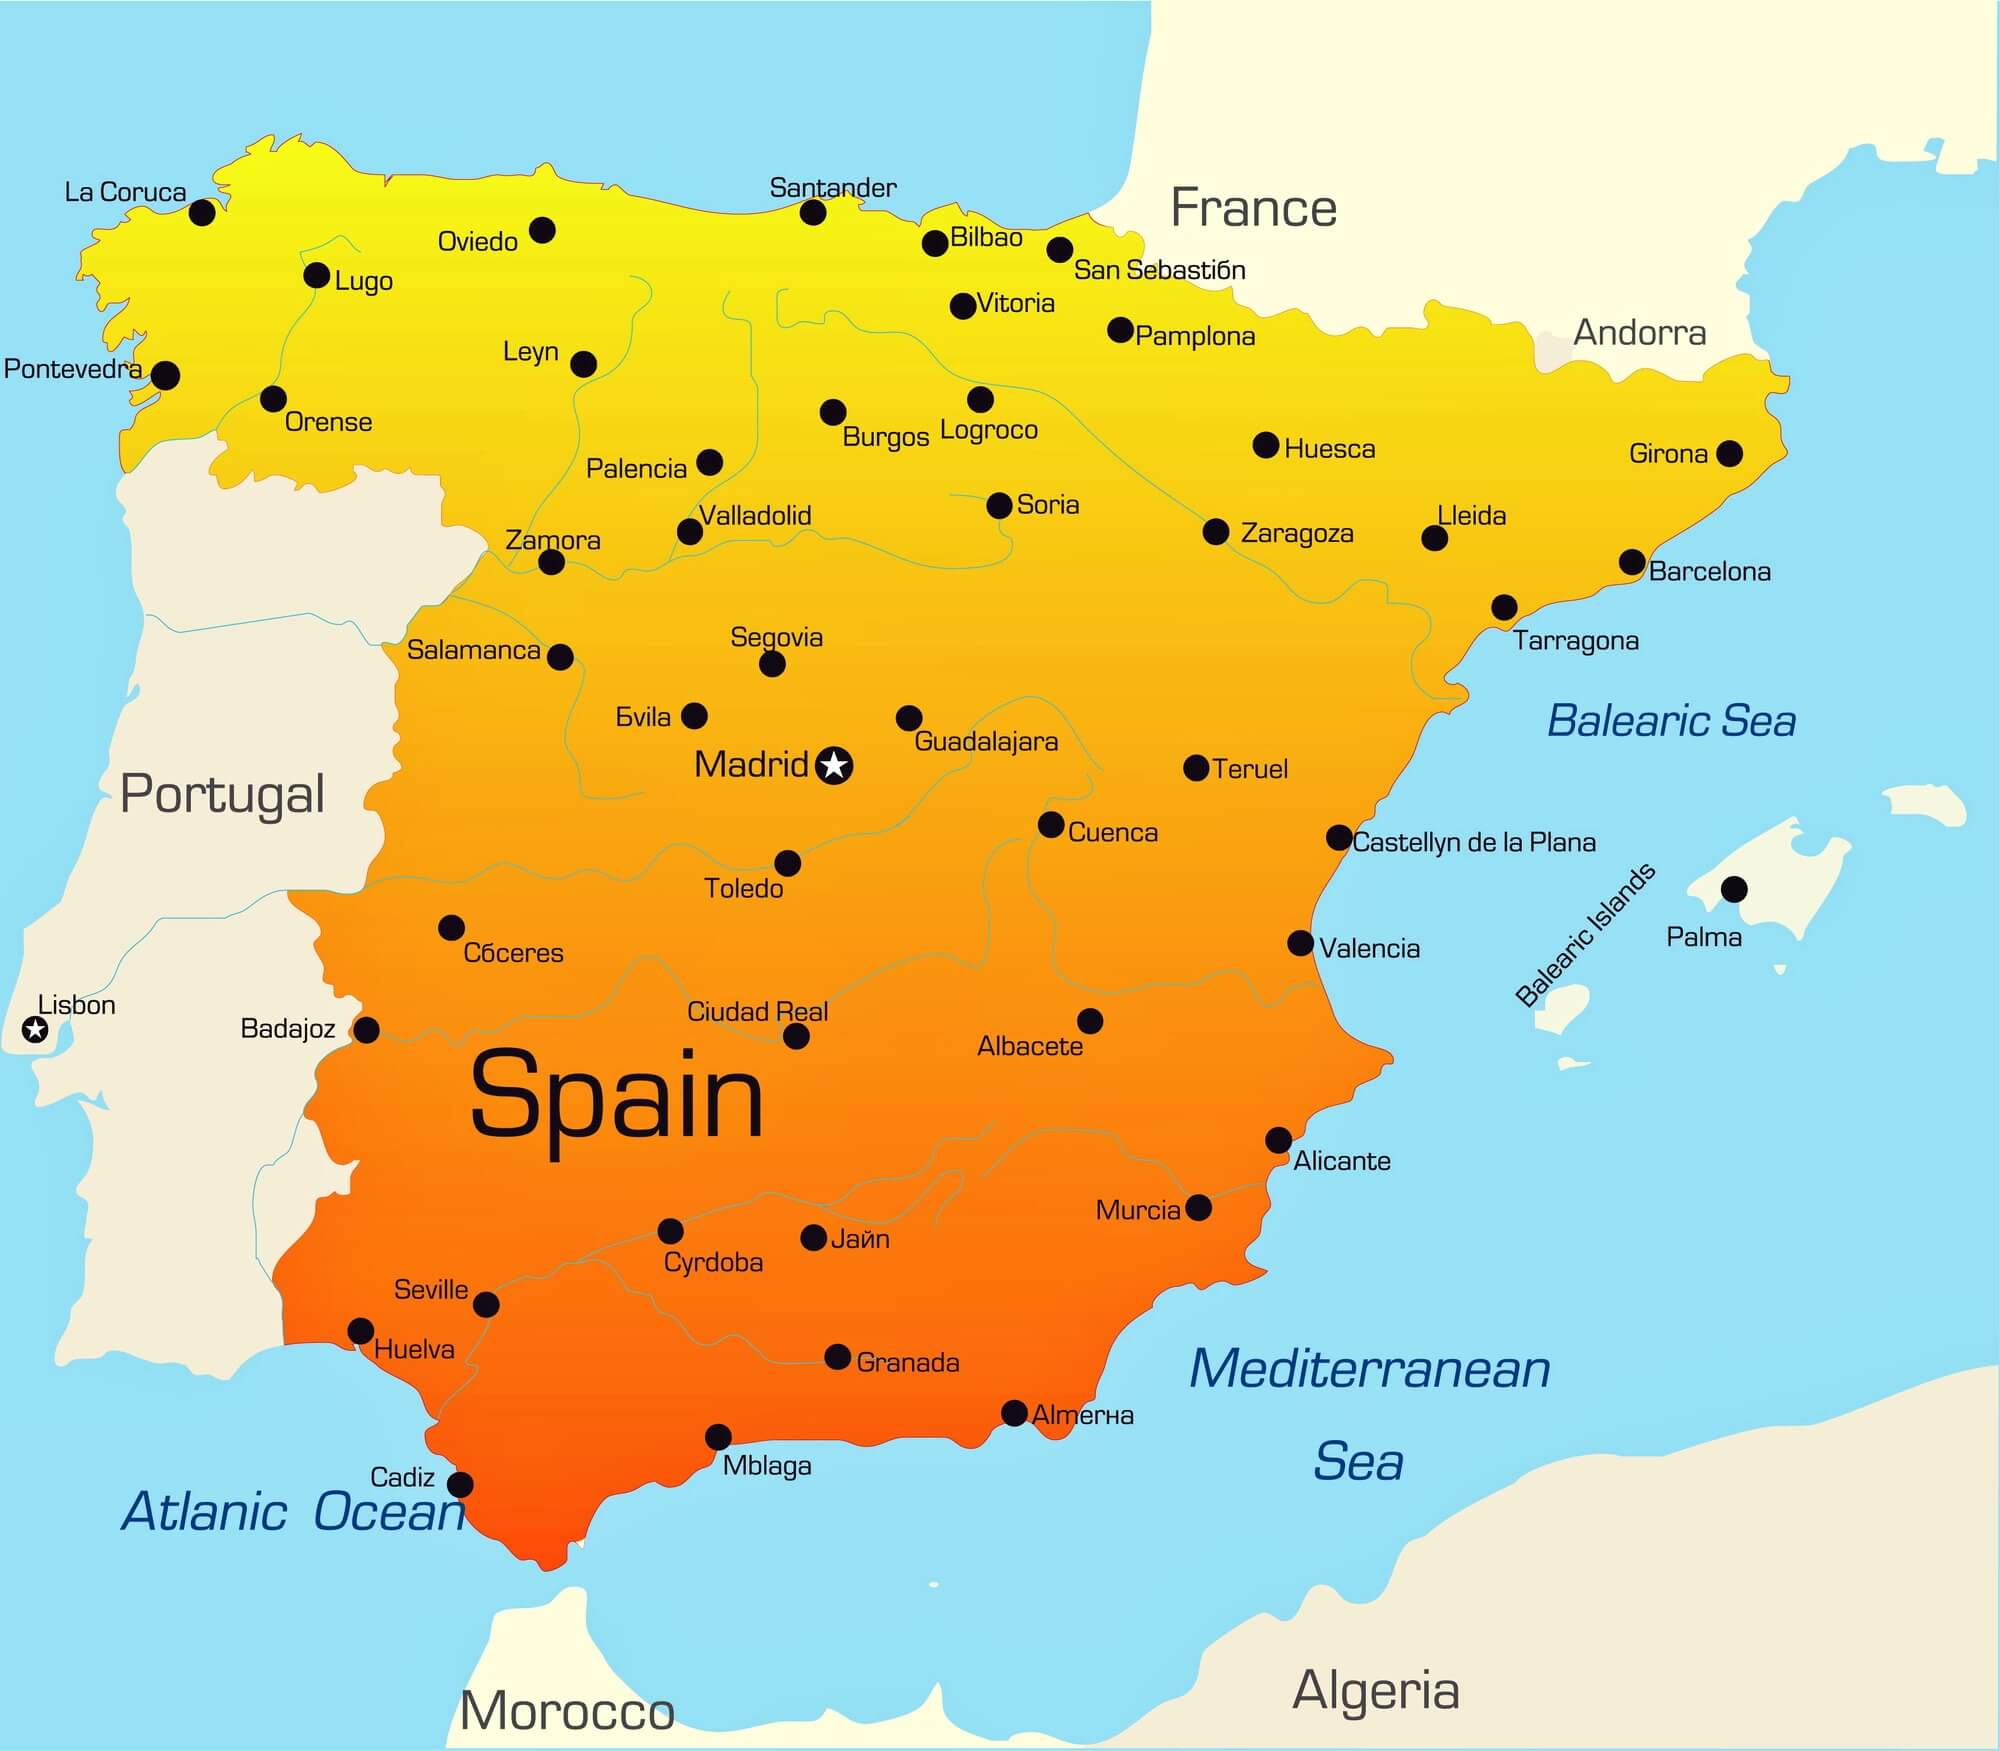 La Coruca
Santander
France
Oviedo
Bilbao
San Sebastiбn
Lugo
Vitoria
Pamplona
Andorra
Leyn
Pontevedra
Orense
Burgos
Logroco
Huesca
Girona
Palencia
Valladolid
Soria
Lleida
Zamora
Zaragoza
Barcelona
Salamanca
Segovia
Tarragona
Бvila
Guadalajara
Balearic Sea
Madrid
Teruel
Portugal
Cuenca
Castellyn de la Plana
Toledo
Balearic Islands
Palma
Cбceres
Valencia
Lisbon
Badajoz
Ciudad Real
Albacete
Spain
Alicante
Murcia
Cyrdoba
Jaйn
Seville
Huelva
Granada
Mediterranean
Sea
Almerнa
Mblaga
Cadiz
Atlanic Ocean
Morocco
Algeria